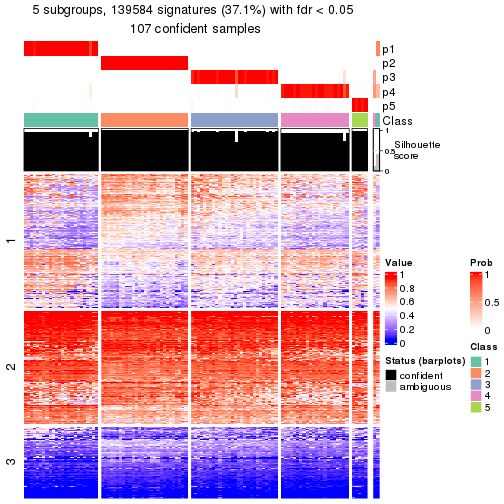 5 subgroups, 139584 signatures (37.1%) with fdr < 0.05
107 confident samples
p1
p2
p3
p4
p5
Class
1
0.5
0
Silhouette
score
1
2
3
Value
1
0.8
0.6
0.4
0.2
0
Status (barplots)
confident
ambiguous
Prob
1
0.5
0
Class
1
2
3
4
5